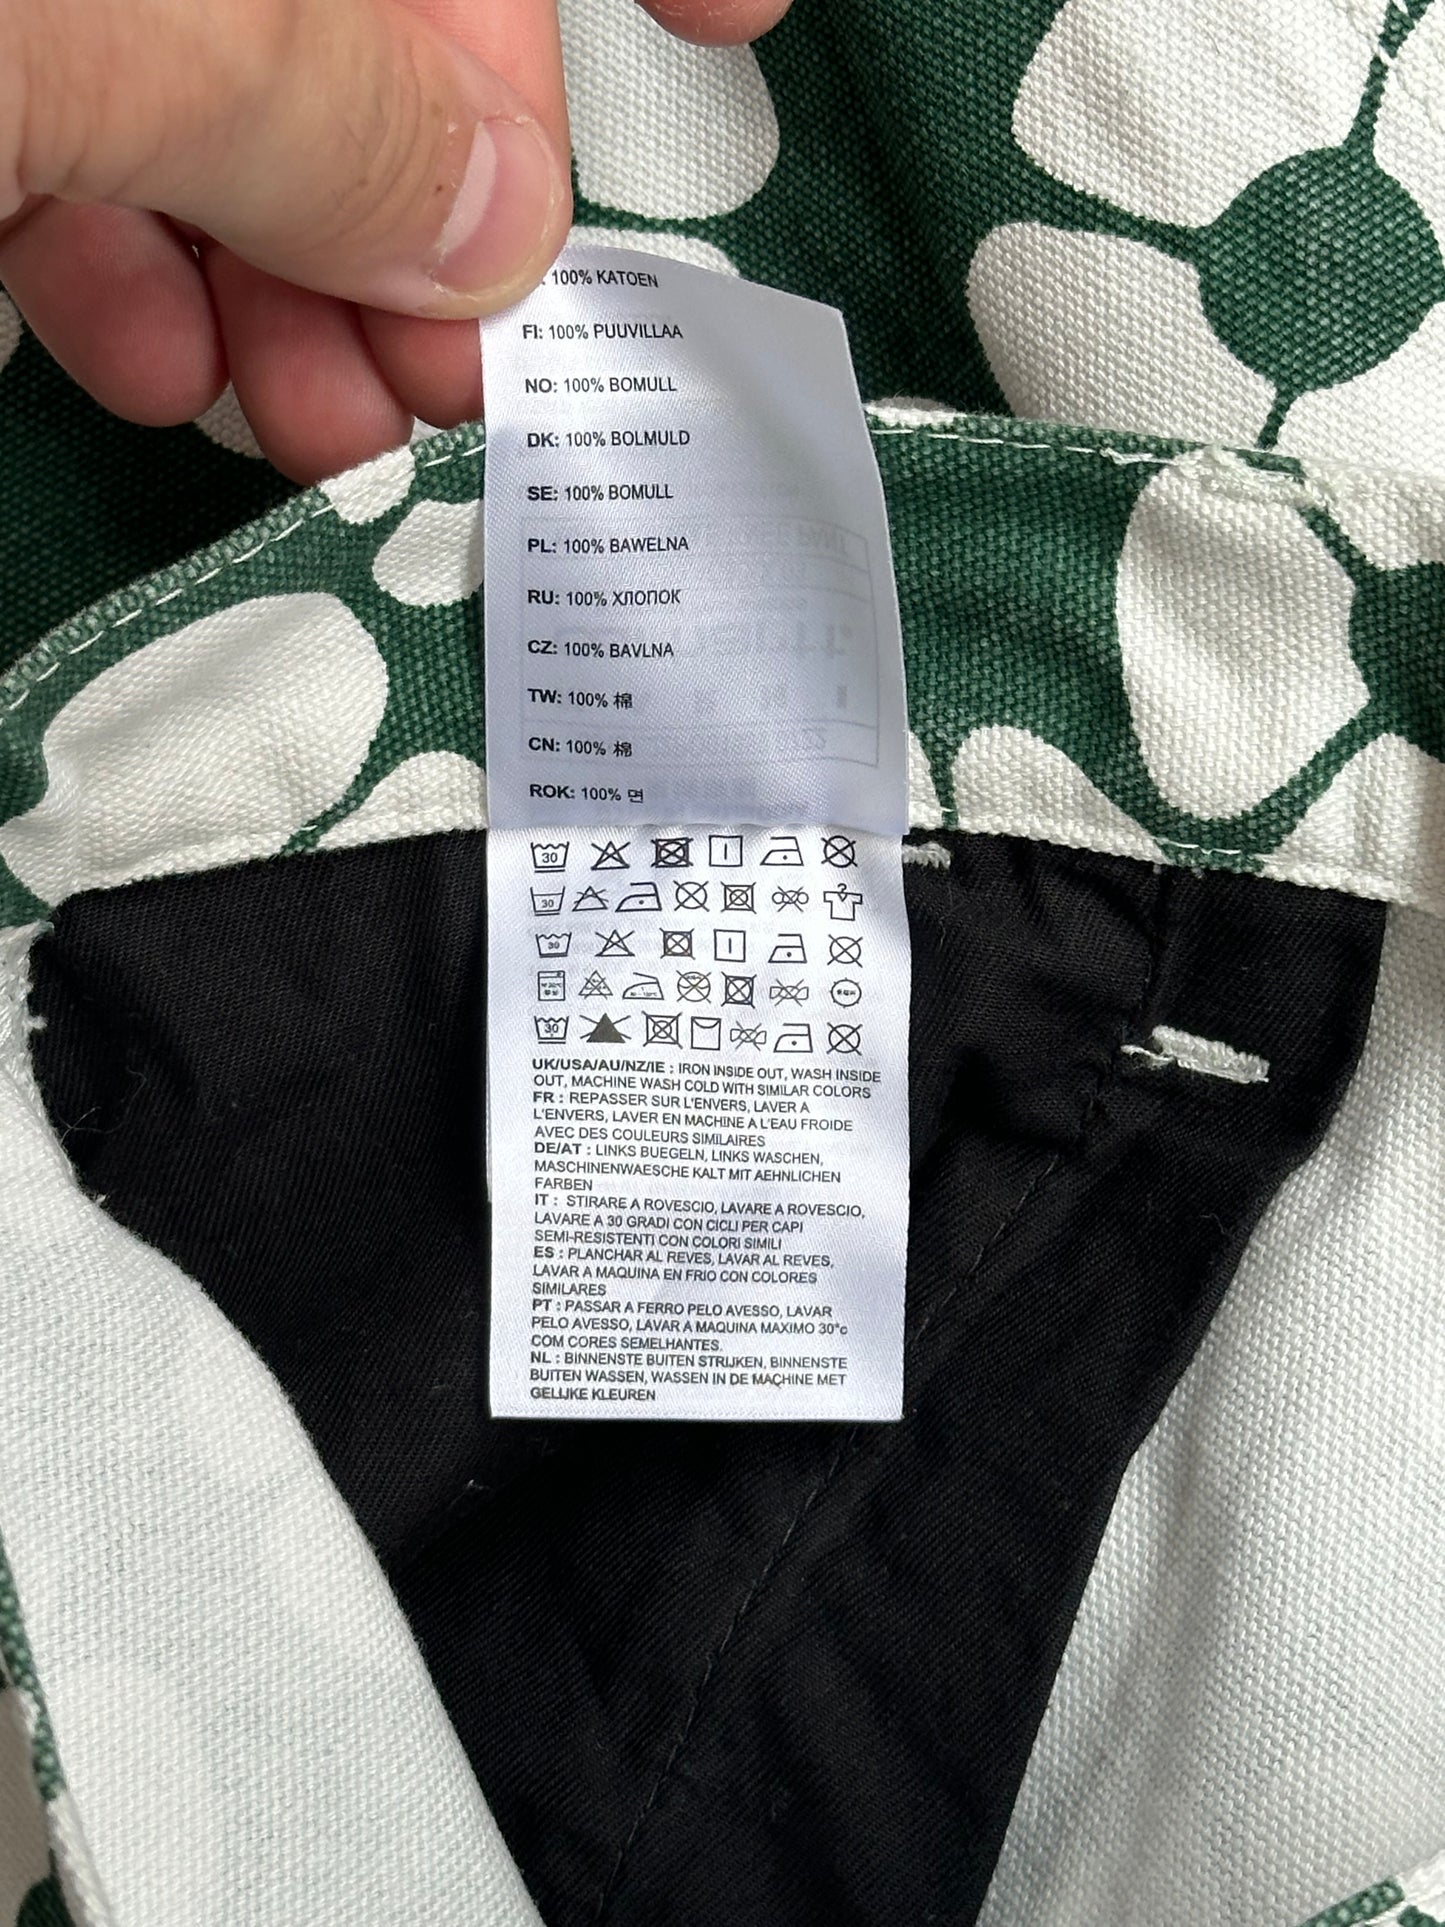 100% KATOEN
FI: 100% PUUVILLAA
NO: 100% BOMULL
DK: 100% BOLMULD
SE: 100% BOMULL
PL: 100% BAWELNA
RU: 100% ХЛОПОК
CZ: 100% BAVLNA
TW: 100% 棉
CN: 100% 棉
ROK: 100% 면
30
30
30
30
UK/USA/AU/NZ/IE : IRON INSIDE OUT, WASH INSIDE
OUT, MACHINE WASH COLD WITH SIMILAR COLORS
FR : REPASSER SUR L'ENVERS, LAVER A
L'ENVERS, LAVER EN MACHINE A L'EAU FROIDE
AVEC DES COULEURS SIMILAIRES
DE/AT : LINKS BUEGELN, LINKS WASCHEN,
MASCHINENWAESCHE KALT MIT AEHNLICHEN
FARBEN
IT : STIRARE A ROVESCIO, LAVARE A ROVESCIO,
LAVARE A 30 GRADI CON CICLI PER CAPI
SEMI-RESISTENTI CON COLORI SIMILI
ES : PLANCHAR AL REVES, LAVAR AL REVES,
LAVAR A MAQUINA EN FRIO CON COLORES
SIMILARES
PT : PASSAR A FERRO PELO AVESSO, LAVAR
PELO AVESSO, LAVAR A MAQUINA MAXIMO 30°c
COM CORES SEMELHANTES.
NL : BINNENSTE BUITEN STRIJKEN, BINNENSTE
BUITEN WASSEN, WASSEN IN DE MACHINE MET
GELIJKE KLEUREN